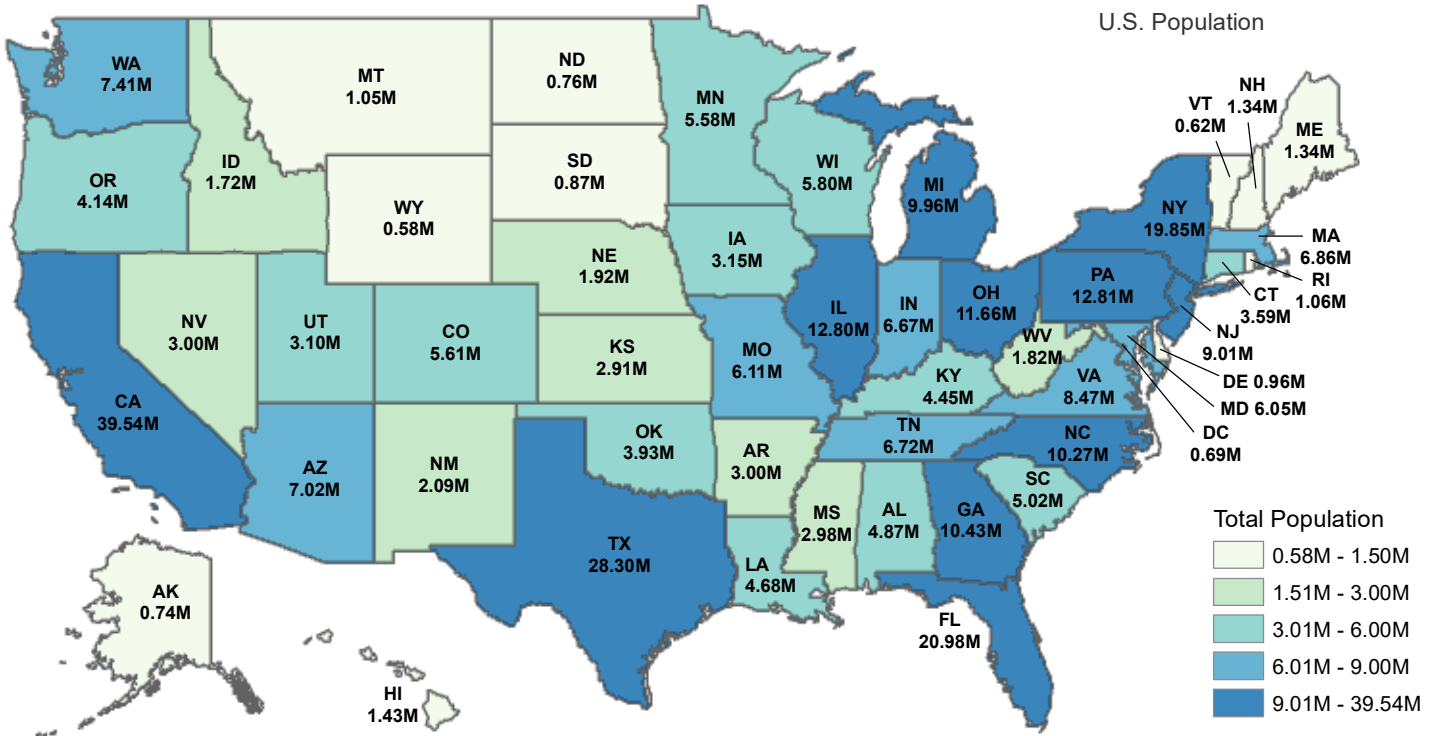 U.S. Population
WA
7.41M
MT
1.05M
ND
0.76M
MN
5.58M
VT
0.62M
NH
1.34M
ME
1.34M
OR
4.14M
ID
1.72M
WY
0.58M
SD
0.87M
WI
5.80M
MI
9.96M
NY
19.85M
MA
6.86M
RI
1.06M
CT
3.59M
NJ
9.01M
DE 0.96M
MD 6.05M
DC
0.69M
NV
3.00M
UT
3.10M
CO
5.61M
NE
1.92M
IA
3.15M
KS
2.91M
MO
6.11M
IL
12.80M
IN
6.67M
OH
11.66M
PA
12.81M
WV
1.82M
VA
8.47M
KY
4.45M
CA
39.54M
AZ
7.02M
NM
2.09M
OK
3.93M
AR
3.00M
TN
6.72M
NC
10.27M
SC
5.02M
TX
28.30M
LA
4.68M
MS
2.98M
AL
4.87M
GA
10.43M
FL
20.98M
AK
0.74M
HI
1.43M
Total Population
0.58M - 1.50M
1.51M - 3.00M
3.01M - 6.00M
6.01M - 9.00M
9.01M - 39.54M